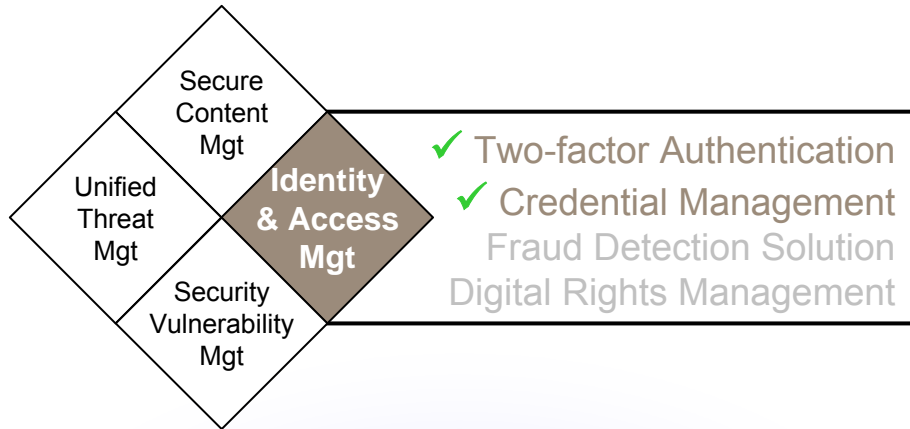 Secure
Content
Mgt
Unified
Threat
Mgt
Identity
& Access
Mgt
Security
Vulnerability
Mgt
Two-factor Authentication
Credential Management
Fraud Detection Solution
Digital Rights Management